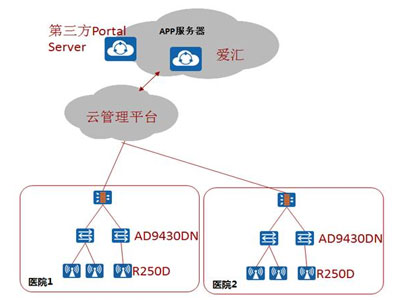 第三方Portal
Server
APP服务器
爱汇
云管理平台
AD9430DN
R250D
医院1
AD9430DN
R250D
医院2